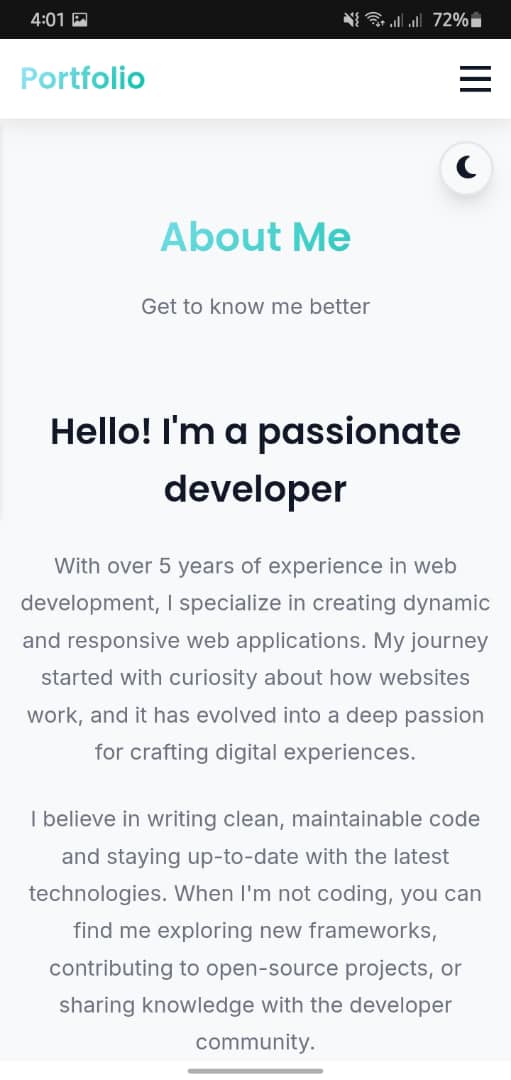 4:01
72%
Portfolio
About Me
Get to know me better
Hello! I'm a passionate
developer
With over 5 years of experience in web
development, I specialize in creating dynamic
and responsive web applications. My journey
started with curiosity about how websites
work, and it has evolved into a deep passion
for crafting digital experiences.
I believe in writing clean, maintainable code
and staying up-to-date with the latest
technologies. When I'm not coding, you can
find me exploring new frameworks,
contributing to open-source projects, or
sharing knowledge with the developer
community.